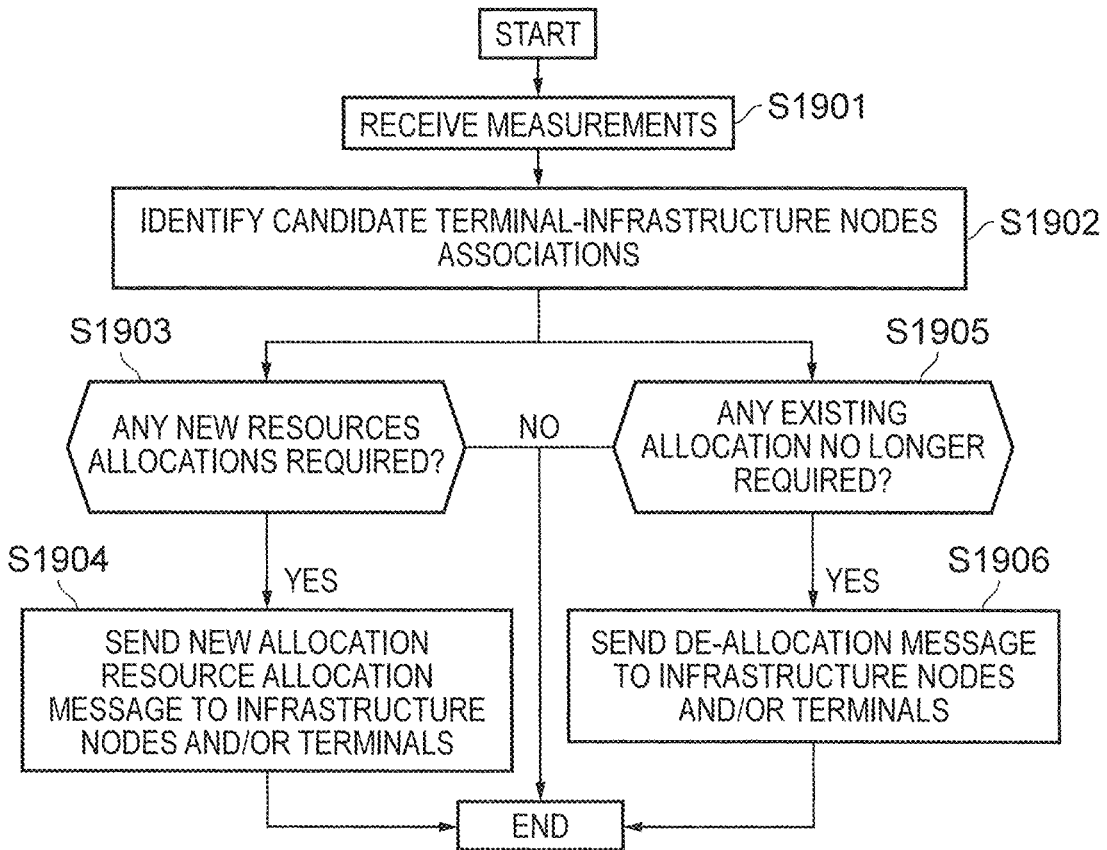 START
RECEIVE MEASUREMENTS
S1901
IDENTIFY CANDIDATE TERMINAL-INFRASTRUCTURE NODES
ASSOCIATIONS
S1902
S1903
S1905
ANY NEW RESOURCES
ALLOCATIONS REQUIRED?
NO
ANY EXISTING
ALLOCATION NO LONGER
REQUIRED?
S1904
YES
YES
S1906
SEND NEW ALLOCATION
RESOURCE ALLOCATION
MESSAGE TO INFRASTRUCTURE
NODES AND/OR TERMINALS
SEND DE-ALLOCATION MESSAGE
TO INFRASTRUCTURE NODES
AND/OR TERMINALS
END